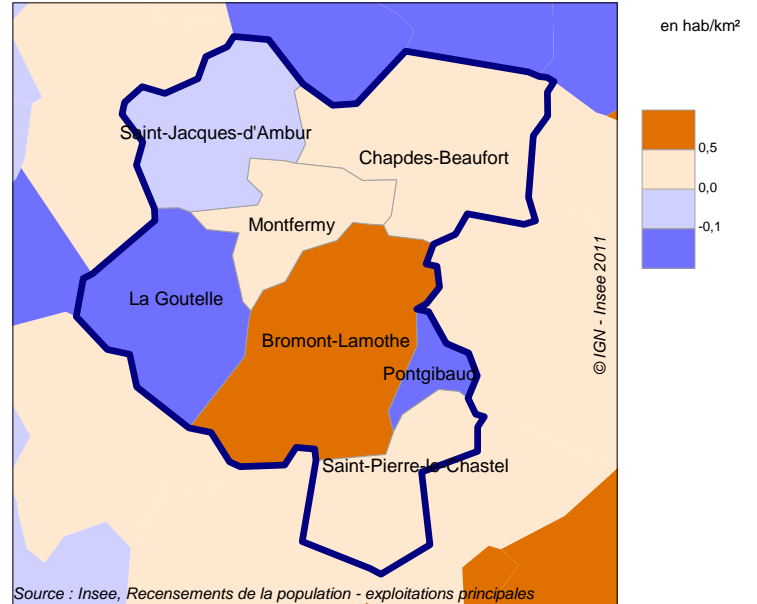 en hab/km²
0,5
0,0
-0,1
Saint-Jacques-d'Ambur
Chapdes-Beaufort
Montfermy
La Goutelle
Bromont-Lamothe
Pontgibaud
Saint-Pierre-le-Chastel
© IGN - Insee 2011
Source : Insee, Recensements de la population - exploitations principales